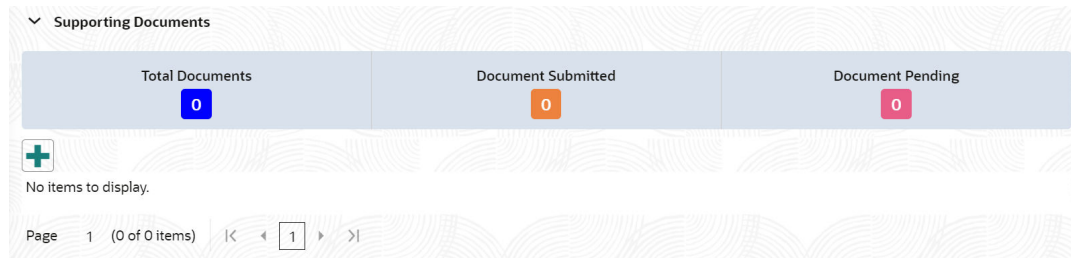 Supporting Documents
Total Documents Document Submitted Document Pending
0 0 0
No items to display.
Page 1 (0 of 0 items) 1